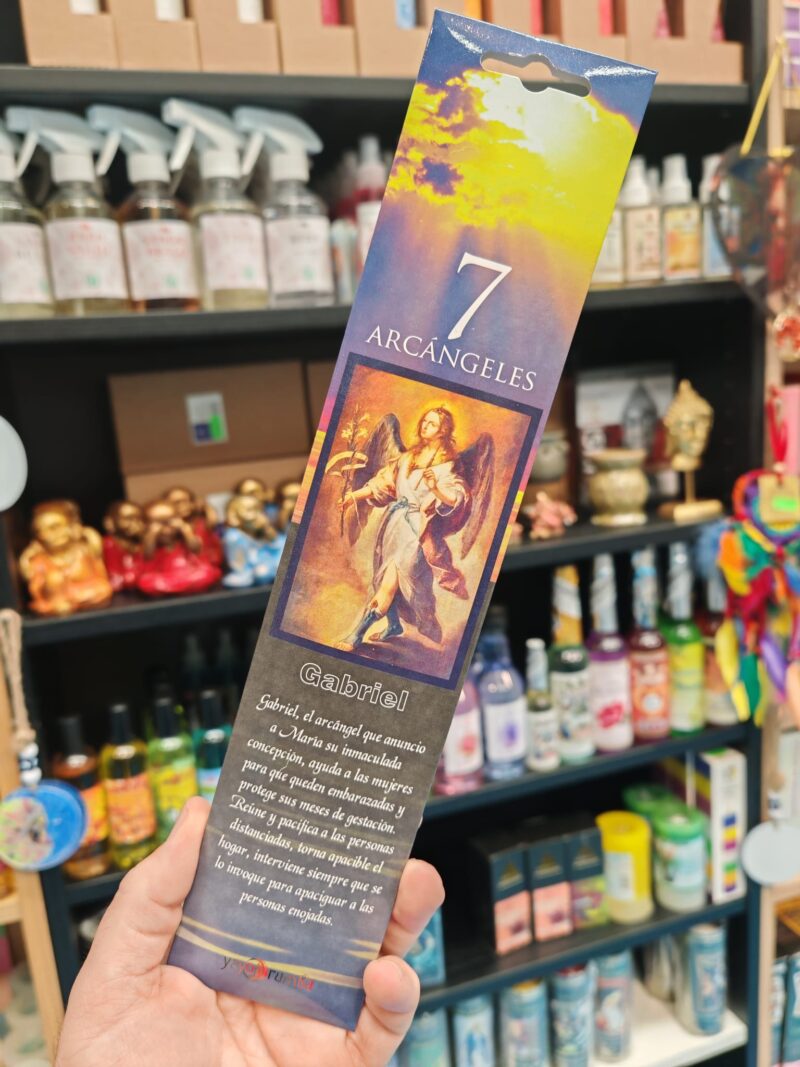 7
ARCÁNGELES
Gabriel
Gabriel, el arcángel que anuncio
a María su inmaculada
concepción, ayuda a las mujeres
para que queden embarazadas y
protege sus meses de gestación.
Reúne y pacífica a las personas
distanciadas, torna apacible el
hogar, interviene siempre que se
lo invoque para apaciguar a las
personas enojadas.